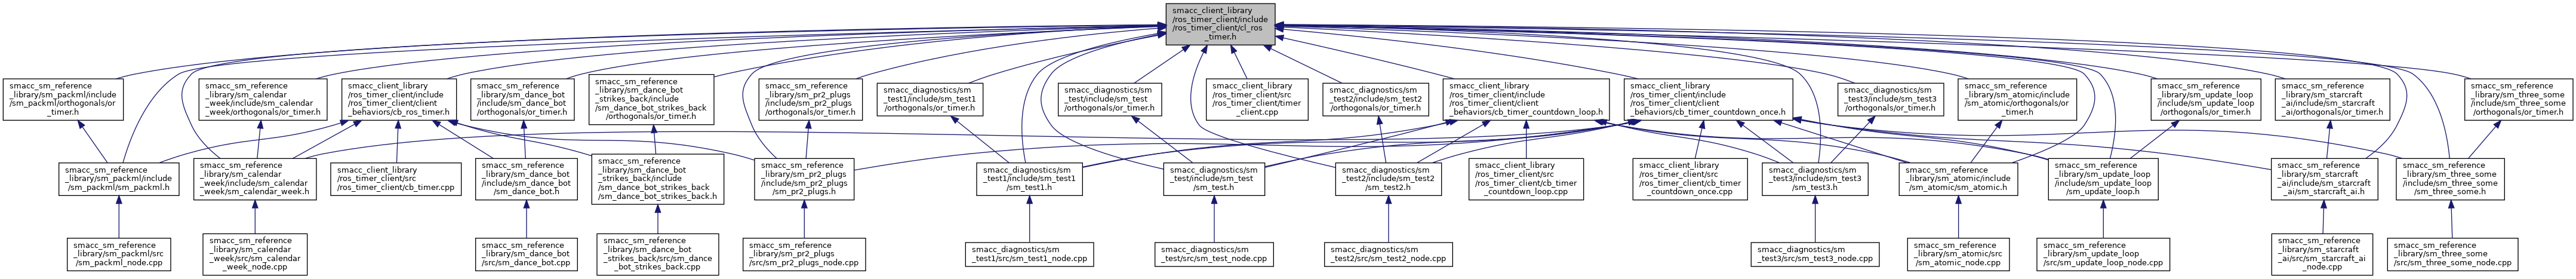 smacc_client_library
/ros_timer_client/include
/ros_timer_client/cl_ros
_timer.h
smacc_sm_reference
_library/sm_packml/include
/sm_packml/orthogonals/or
_timer.h
smacc_sm_reference
_library/sm_calendar
_week/include/sm_calendar
_week/orthogonals/or_timer.h
smacc_client_library
/ros_timer_client/include
/ros_timer_client/client
_behaviors/cb_ros_timer.h
smacc_sm_reference
_library/sm_dance_bot
/include/sm_dance_bot
/orthogonals/or_timer.h
smacc_sm_reference
_library/sm_dance_bot
_strikes_back/include
/sm_dance_bot_strikes_back
/orthogonals/or_timer.h
smacc_sm_reference
_library/sm_pr2_plugs
/include/sm_pr2_plugs
/orthogonals/or_timer.h
smacc_diagnostics/sm
_test1/include/sm_test1
/orthogonals/or_timer.h
smacc_diagnostics/sm
_test/include/sm_test
/orthogonals/or_timer.h
smacc_client_library
/ros_timer_client/src
/ros_timer_client/timer
_client.cpp
smacc_diagnostics/sm
_test2/include/sm_test2
/orthogonals/or_timer.h
smacc_client_library
/ros_timer_client/include
/ros_timer_client/client
_behaviors/cb_timer_countdown_loop.h
smacc_client_library
/ros_timer_client/include
/ros_timer_client/client
_behaviors/cb_timer_countdown_once.h
smacc_diagnostics/sm
_test3/include/sm_test3
/orthogonals/or_timer.h
smacc_sm_reference
_library/sm_atomic/include
/sm_atomic/orthogonals/or
_timer.h
smacc_sm_reference
_library/sm_update_loop
/include/sm_update_loop
/orthogonals/or_timer.h
smacc_sm_reference
_library/sm_starcraft
_ai/include/sm_starcraft
_ai/orthogonals/or_timer.h
smacc_sm_reference
_library/sm_three_some
/include/sm_three_some
/orthogonals/or_timer.h
smacc_sm_reference
_library/sm_packml/include
/sm_packml/sm_packml.h
smacc_sm_reference
_library/sm_calendar
_week/include/sm_calendar
_week/sm_calendar_week.h
smacc_client_library
/ros_timer_client/src
/ros_timer_client/cb_timer.cpp
smacc_sm_reference
_library/sm_dance_bot
/include/sm_dance_bot
/sm_dance_bot.h
smacc_sm_reference
_library/sm_dance_bot
_strikes_back/include
/sm_dance_bot_strikes_back
/sm_dance_bot_strikes_back.h
smacc_sm_reference
_library/sm_pr2_plugs
/include/sm_pr2_plugs
/sm_pr2_plugs.h
smacc_diagnostics/sm
_test1/include/sm_test1
/sm_test1.h
smacc_diagnostics/sm
_test/include/sm_test
/sm_test.h
smacc_diagnostics/sm
_test2/include/sm_test2
/sm_test2.h
smacc_client_library
/ros_timer_client/src
/ros_timer_client/cb_timer
_countdown_loop.cpp
smacc_client_library
/ros_timer_client/src
/ros_timer_client/cb_timer
_countdown_once.cpp
smacc_diagnostics/sm
_test3/include/sm_test3
/sm_test3.h
smacc_sm_reference
_library/sm_atomic/include
/sm_atomic/sm_atomic.h
smacc_sm_reference
_library/sm_update_loop
/include/sm_update_loop
/sm_update_loop.h
smacc_sm_reference
_library/sm_starcraft
_ai/include/sm_starcraft
_ai/sm_starcraft_ai.h
smacc_sm_reference
_library/sm_three_some
/include/sm_three_some
/sm_three_some.h
smacc_sm_reference
_library/sm_packml/src
/sm_packml_node.cpp
smacc_sm_reference
_library/sm_calendar
_week/src/sm_calendar
_week_node.cpp
smacc_sm_reference
_library/sm_dance_bot
/src/sm_dance_bot.cpp
smacc_sm_reference
_library/sm_dance_bot
_strikes_back/src/sm_dance
_bot_strikes_back.cpp
smacc_sm_reference
_library/sm_pr2_plugs
/src/sm_pr2_plugs_node.cpp
smacc_diagnostics/sm
_test1/src/sm_test1_node.cpp
smacc_diagnostics/sm
_test/src/sm_test_node.cpp
smacc_diagnostics/sm
_test2/src/sm_test2_node.cpp
smacc_diagnostics/sm
_test3/src/sm_test3_node.cpp
smacc_sm_reference
_library/sm_atomic/src
/sm_atomic_node.cpp
smacc_sm_reference
_library/sm_update_loop
/src/sm_update_loop_node.cpp
smacc_sm_reference
_library/sm_starcraft
_ai/src/sm_starcraft_ai
_node.cpp
smacc_sm_reference
_library/sm_three_some
/src/sm_three_some_node.cpp